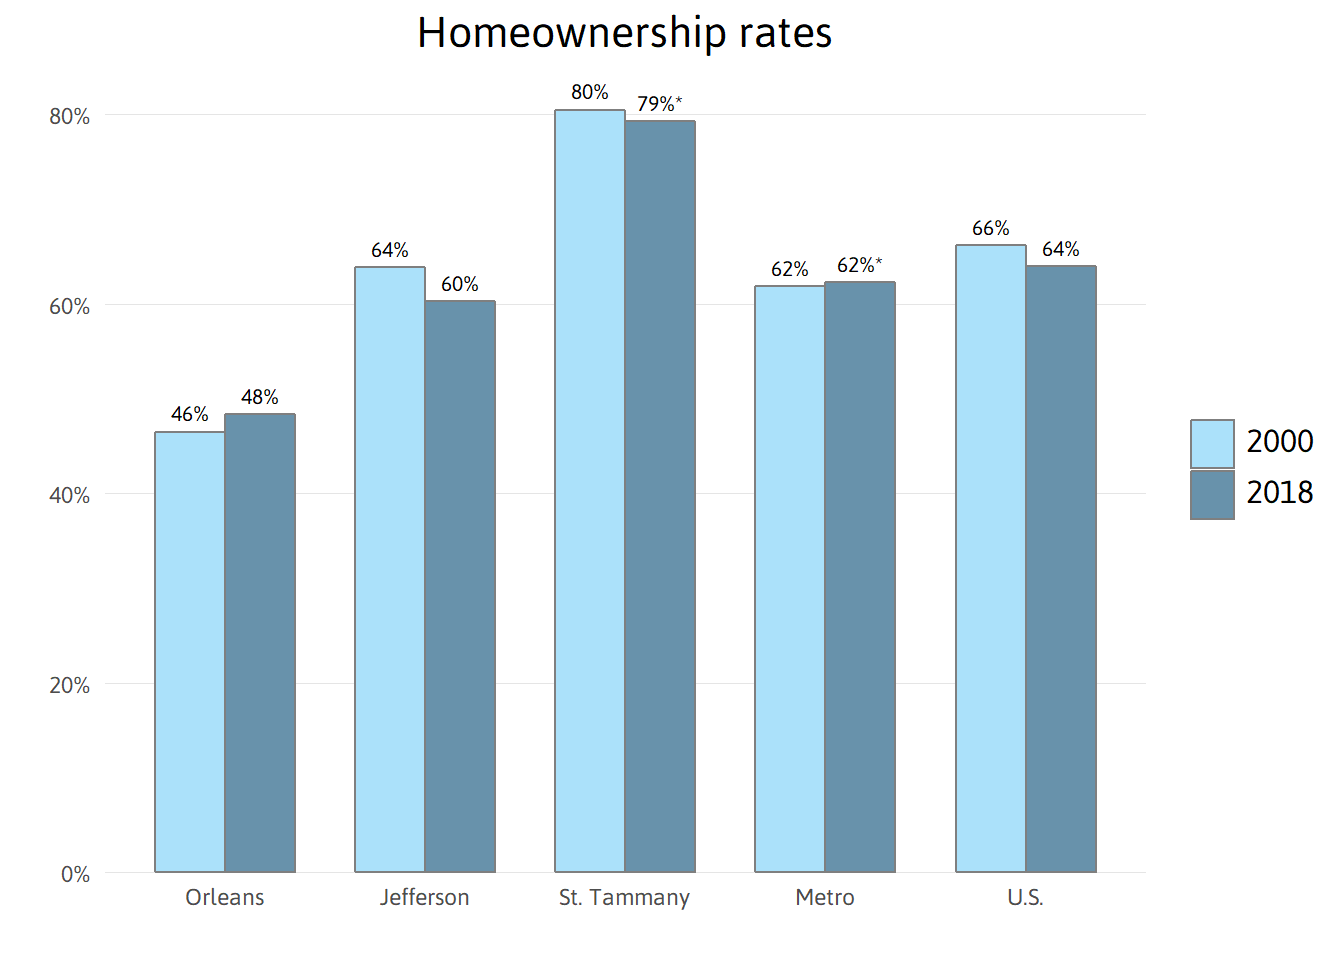 Homeownership rates
80%
60%
40%
20%
0%
46%
48%
64%
60%
80%
79%*
62%
62%*
66%
64%
Orleans
Jefferson
St. Tammany
Metro
U.S.
2000
2018